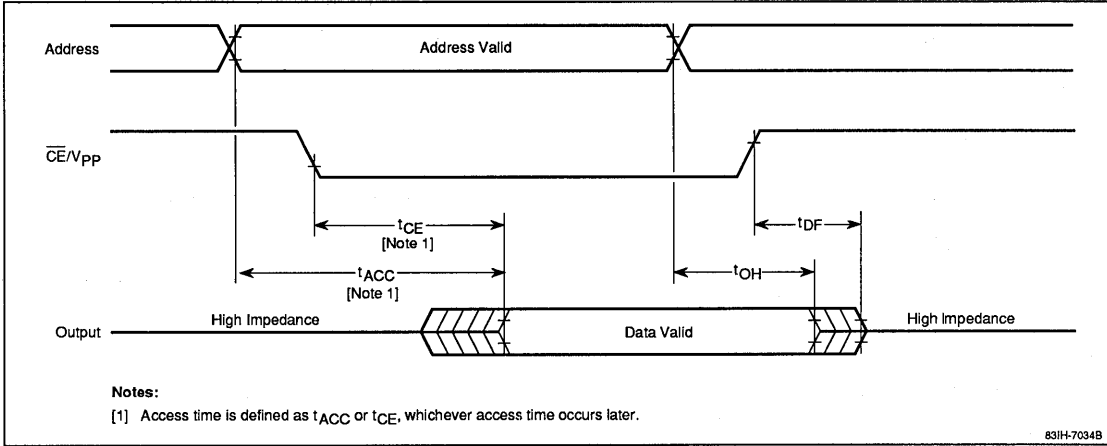 Address
Address Valid
CE/VPP
tCE
[Note 1]
tDF
tACC
[Note 1]
tOH
Output
High Impedance
Data Valid
High Impedance
Notes:
[1] Access time is defined as tACC or tCE, whichever access time occurs later.
83IH-7034B